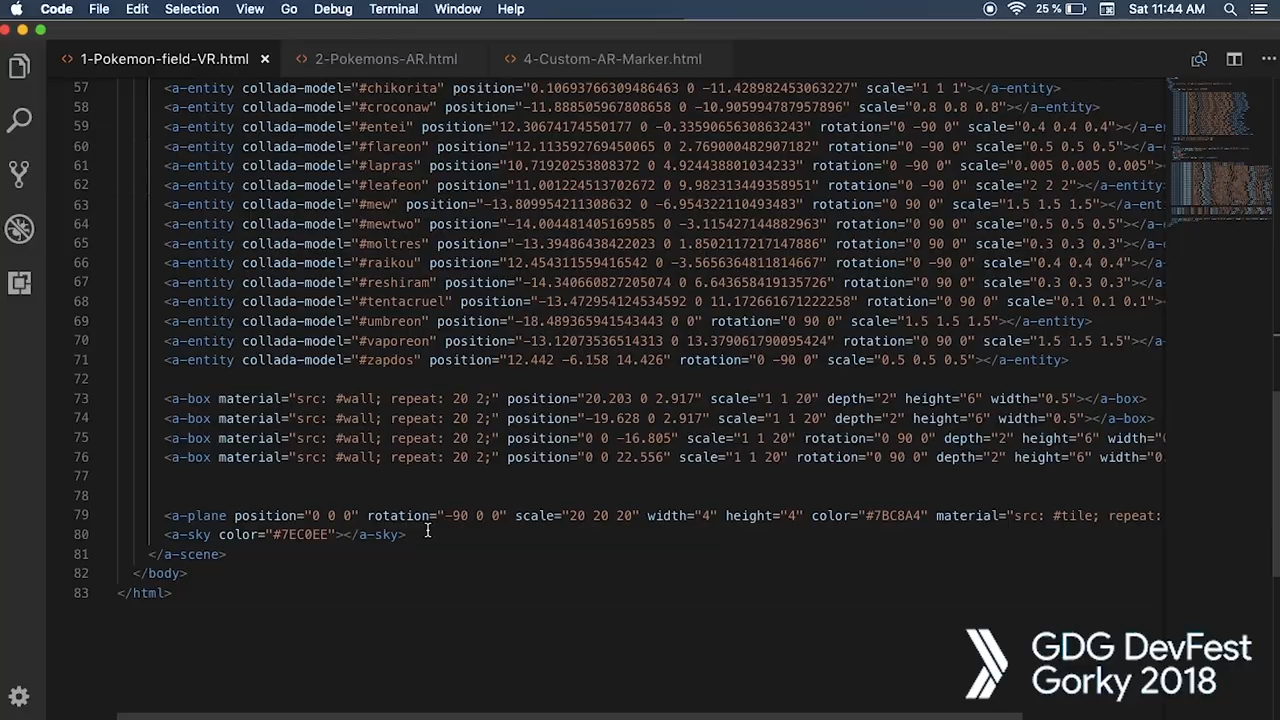 Code File Edit Selection View Go Debug Terminal Window Help 25 % Sat 11:44 AM
1-Pokemon-field-VR.html × 2-Pokemons-AR.html 4-Custom-AR-Marker.html
57 <a-entity collada-model="#chikorita" position="0.10693766309486463 0 -11.428982453063227" scale="1 1 1"></a-entity>
58 <a-entity collada-model="#croconaw" position="-11.888505967808658 0 -10.905994787957896" scale="0.8 0.8 0.8"></a-entity>
59 <a-entity collada-model="#entei" position="12.30674174550177 0 -0.3359065630863243" rotation="0 -90 0" scale="0.4 0.4 0.4"></a-e
60 <a-entity collada-model="#flareon" position="12.113592769450065 0 2.769000482907182" rotation="0 -90 0" scale="0.5 0.5 0.5"></a-
61 <a-entity collada-model="#lapras" position="10.71920253808372 0 4.924438801034233" rotation="0 -90 0" scale="0.005 0.005 0.005">
62 <a-entity collada-model="#leafeon" position="11.001224513702672 0 9.982313449358951" rotation="0 -90 0" scale="2 2 2"></a-entity
63 <a-entity collada-model="#mew" position="-13.809954211308632 0 -6.954322110493483" rotation="0 90 0" scale="1.5 1.5 1.5"></a-ent
64 <a-entity collada-model="#mewtwo" position="-14.44814051695​85 0 -3.115427144882963" rotation="0 90 0" scale="0.5 0.5 0.5"></a-
65 <a-entity collada-model="#moltres" position="-13.39486438422023 0 1.8502117217147886" rotation="0 90 0" scale="0.3 0.3 0.3"></a-
66 <a-entity collada-model="#raikou" position="12.454311559416542 0 -3.5656364811814667" rotation="0 -90 0" scale="0.4 0.4 0.4"></a
67 <a-entity collada-model="#reshiram" position="-14.340660827205074 0 6.643658419135726" rotation="0 90 0" scale="0.3 0.3 0.3"></a
68 <a-entity collada-model="#tentacruel" position="-13.472954124534592 0 11.172661671222258" rotation="0 90 0" scale="0.1 0.1 0.1">
69 <a-entity collada-model="#umbreon" position="-18.489365941543443 0 0" rotation="0 90 0" scale="1.5 1.5 1.5"></a-entity>
70 <a-entity collada-model="#vaporeon" position="-13.12073536514313 0 13.379061790095424" rotation="0 90 0" scale="1.5 1.5 1.5"></a-
71 <a-entity collada-model="#zapdos" position="12.442 -6.158 14.426" rotation="0 -90 0" scale="0.5 0.5 0.5"></a-entity>
72
73 <a-box material="src: #wall; repeat: 20 2;" position="20.203 0 2.917" scale="1 1 20" depth="2" height="6" width="0.5"></a-box>
74 <a-box material="src: #wall; repeat: 20 2;" position="-19.628 0 2.917" scale="1 1 20" depth="2" height="6" width="0.5"></a-box>
75 <a-box material="src: #wall; repeat: 20 2;" position="0 0 -16.805" scale="1 1 20" rotation="0 90 0" depth="2" height="6" width="
76 <a-box material="src: #wall; repeat: 20 2;" position="0 0 22.556" scale="1 1 20" rotation="0 90 0" depth="2" height="6" width="0.
77
78
79 <a-plane position="0 0 0" rotation="-90 0 0" scale="20 20 20" width="4" height="4" color="#7BC8A4" material="src: #tile; repeat:
80 <a-sky color="#7EC0EE"></a-sky>
81 </a-scene>
82 </body>
83 </html>
GDG DevFest
Gorky 2018